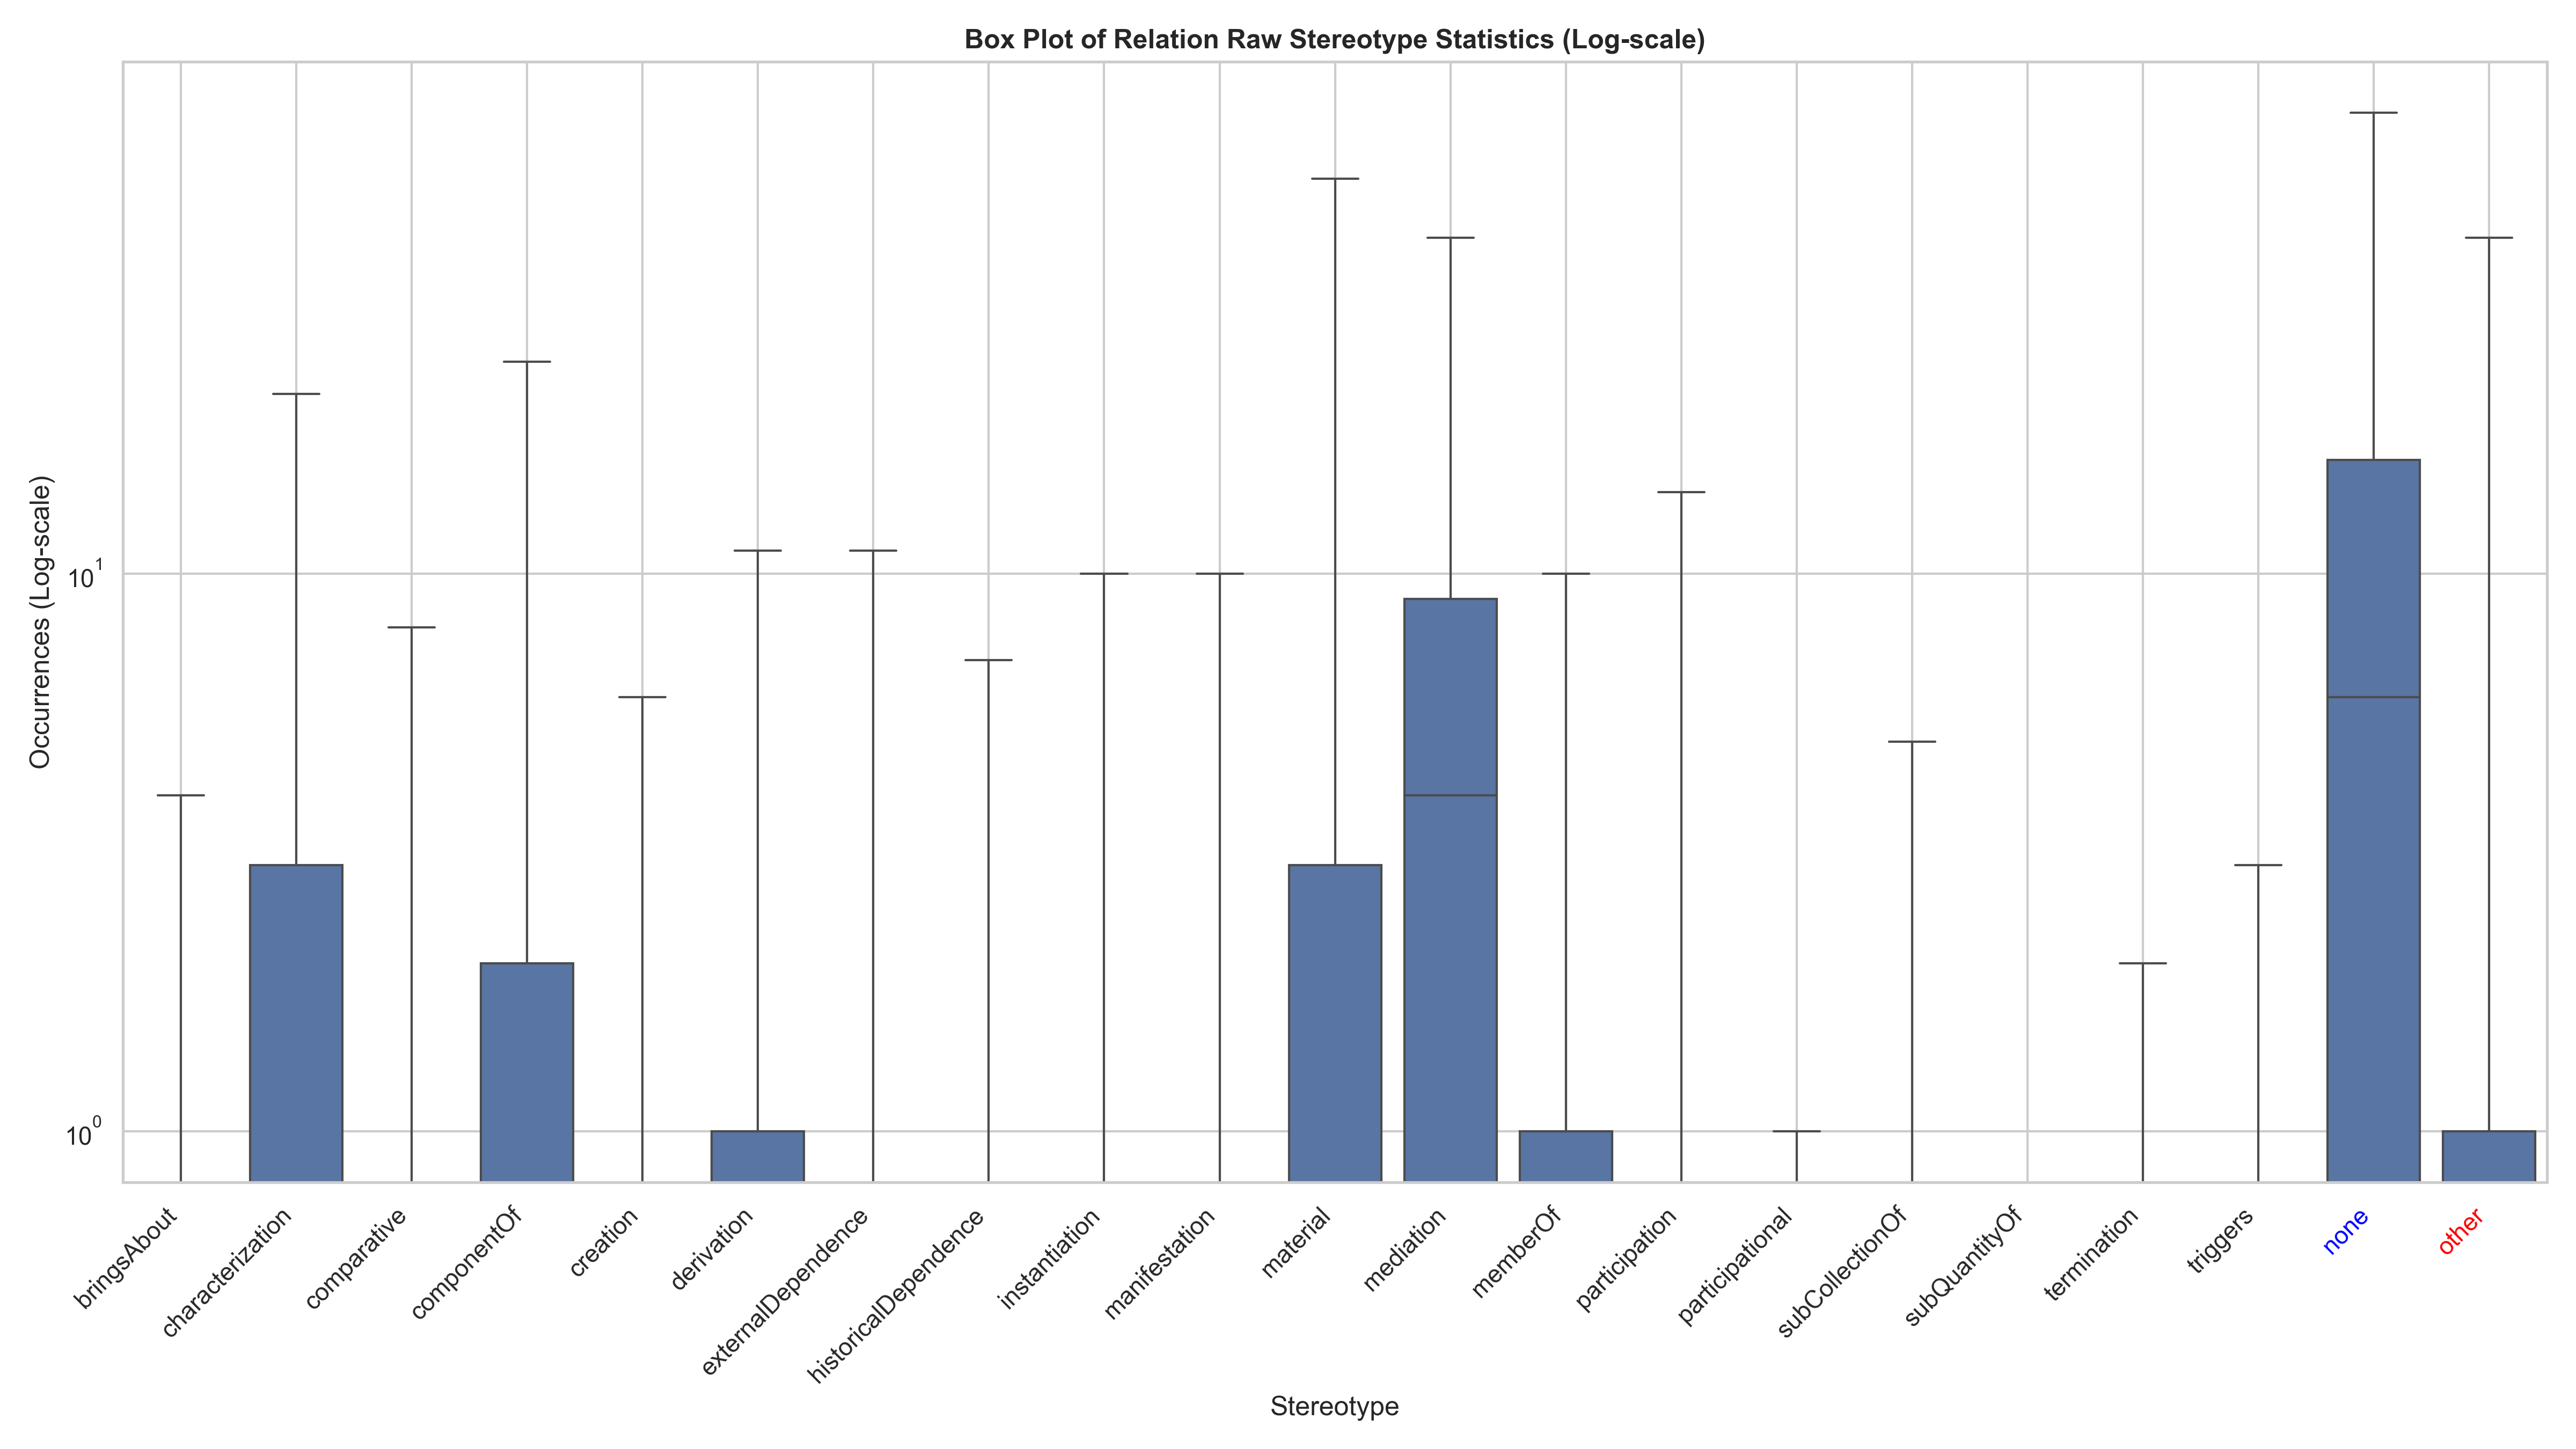 Box Plot of Relation Raw Stereotype Statistics (Log-scale)
Occurrences (Log-scale)
10^1
10^0
bringsAbout
characterization
comparative
componentOf
creation
derivation
externalDependence
historicalDependence
instantiation
manifestation
material
mediation
memberOf
participation
participational
subCollectionOf
subQuantityOf
termination
triggers
none
other
Stereotype